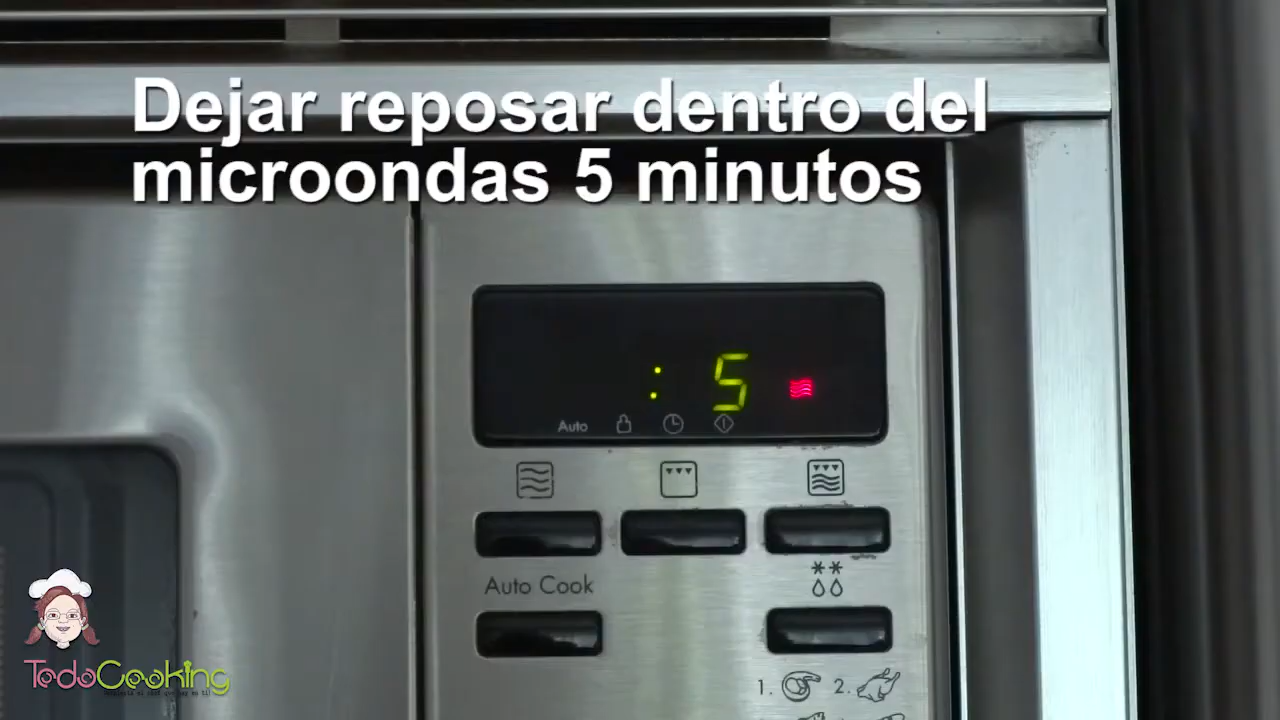 Dejar reposar dentro del
microondas 5 minutos
: 5
Auto
Auto Cook
1. 2.
TodoCooking